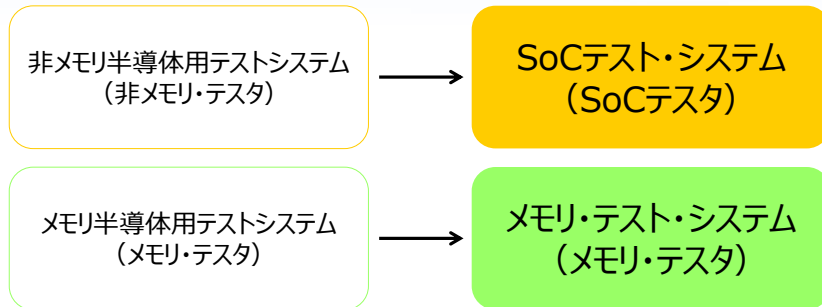 非メモリ半導体用テストシステム
（非メモリ・テスタ）
SoCテスト・システム
（SoCテスタ）
メモリ半導体用テストシステム
（メモリ・テスタ）
メモリ・テスト・システム
（メモリ・テスタ）